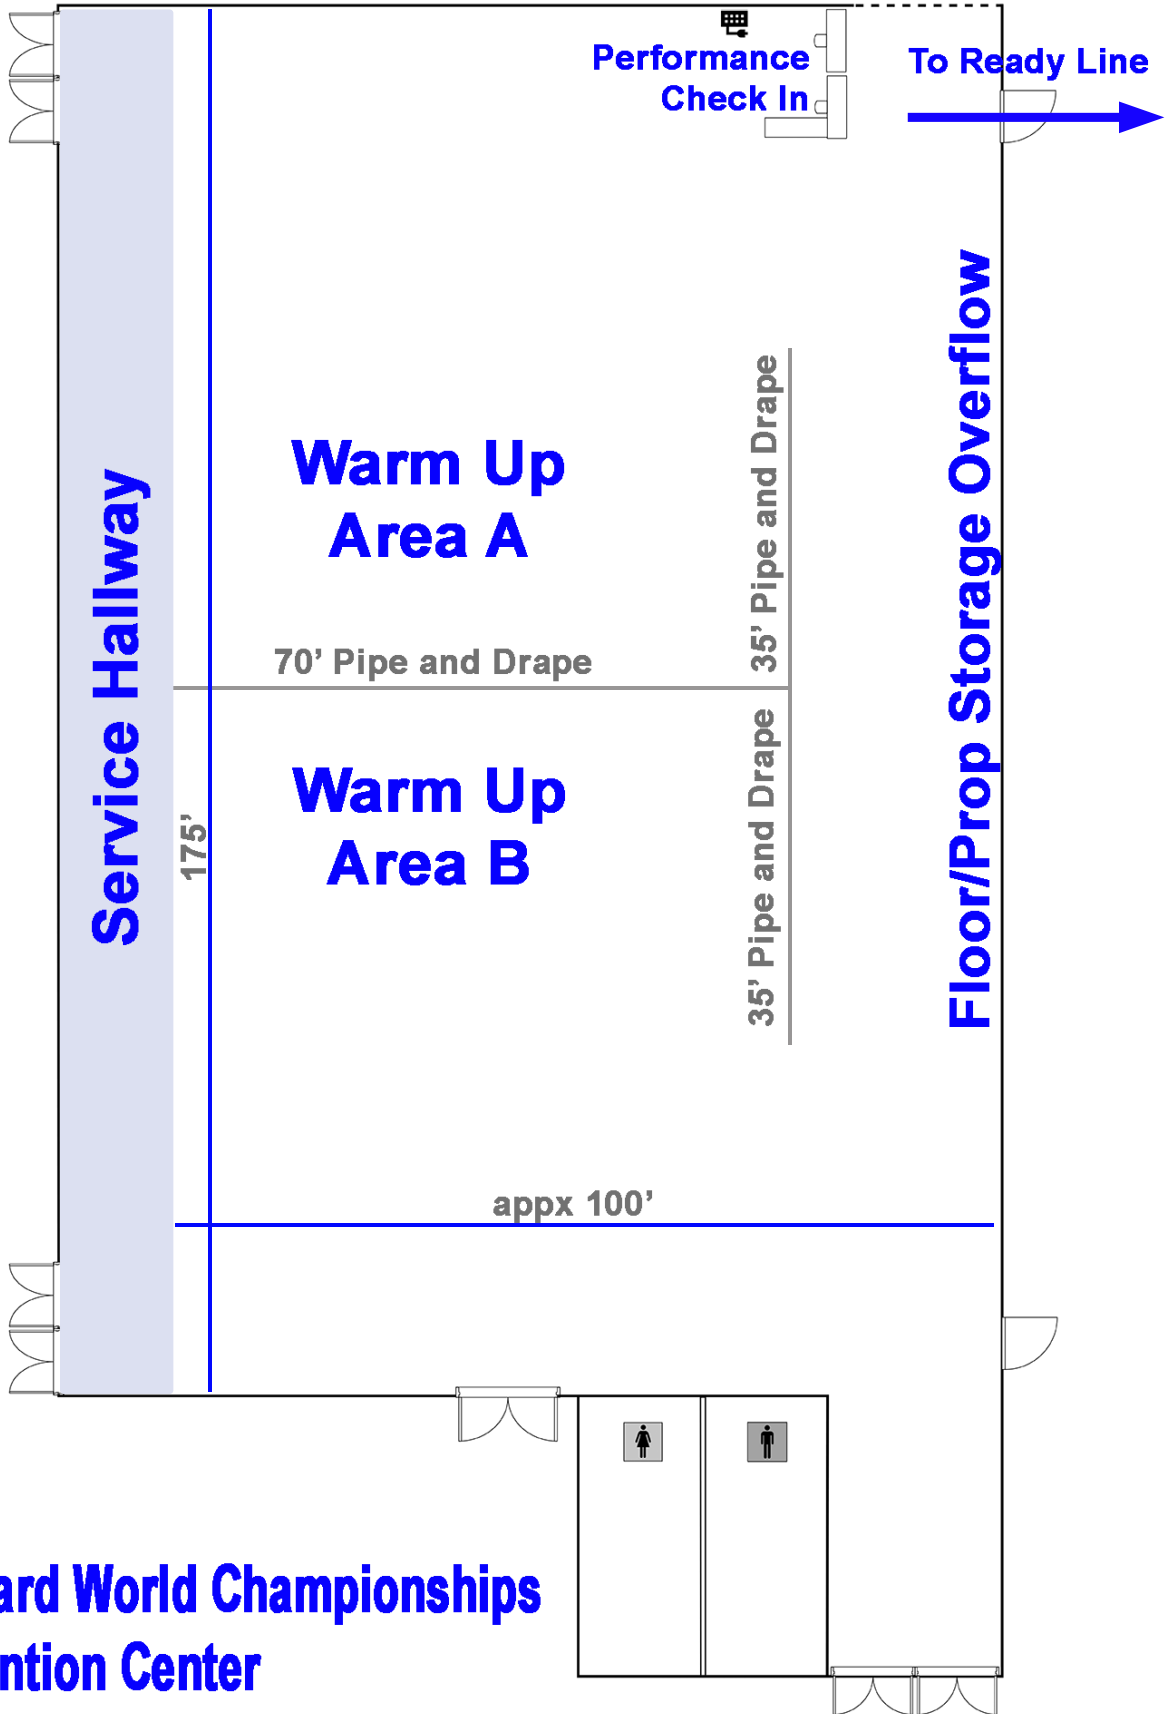 Performance
Check In
To Ready Line
Floor/Prop Storage Overflow
35’ Pipe and Drape
Warm Up
Area A
Service Hallway
70’ Pipe and Drape
35’ Pipe and Drape
Warm Up
Area B
175’
appx 100’
ard World Championships
ntion Center